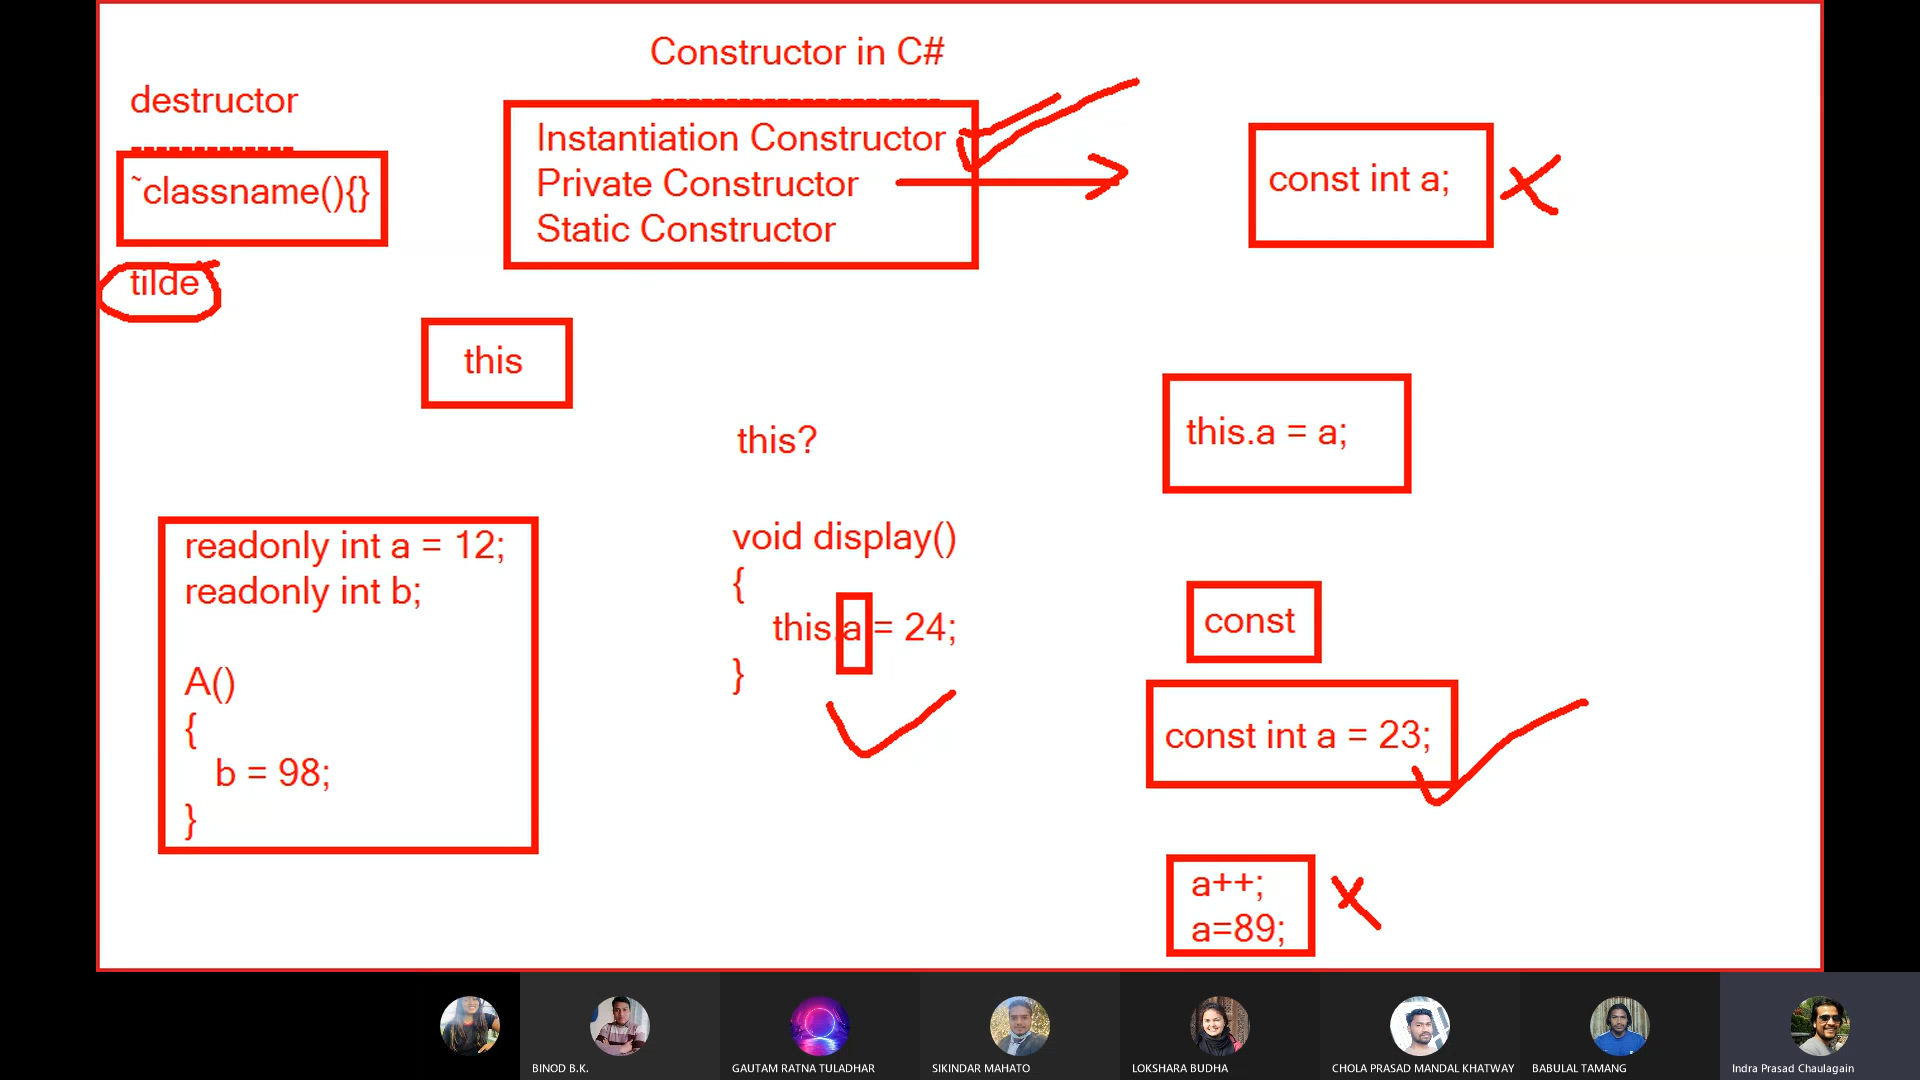 Constructor in C#
destructor
------------
~classname(){}
tilde
-----------------------
Instantiation Constructor
Private Constructor
Static Constructor
const int a;
this
this?
this.a = a;
readonly int a = 12;
readonly int b;
A()
{
b = 98;
}
void display()
{
this.a = 24;
}
const
const int a = 23;
a++;
a=89;
BINOD B.K.
GAUTAM RATNA TULADHAR
SIKINDAR MAHATO
LOKSHARA BUDHA
CHOLA PRASAD MANDAL KHATWAY
BABULAL TAMANG
Indra Prasad Chaulagain